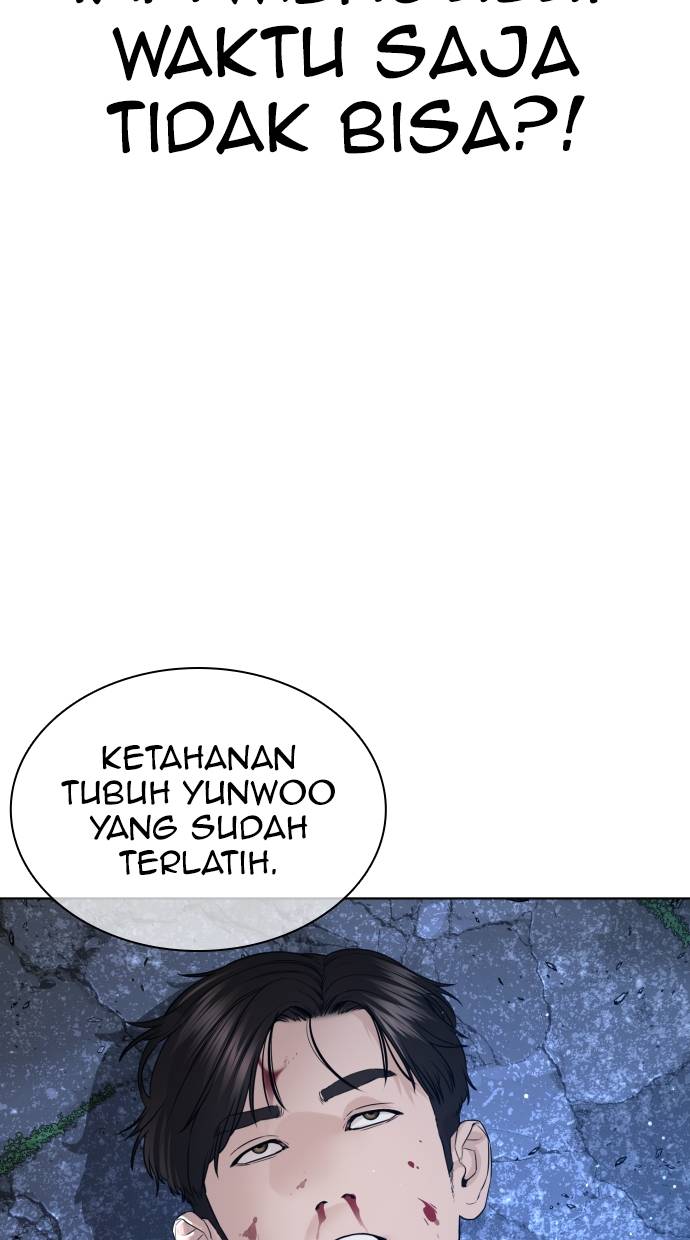 WAKTU SAJA
TIDAK BISA?!
KETAHANAN
TUBUH YUNWOO
YANG SUDAH
TERLATIH.